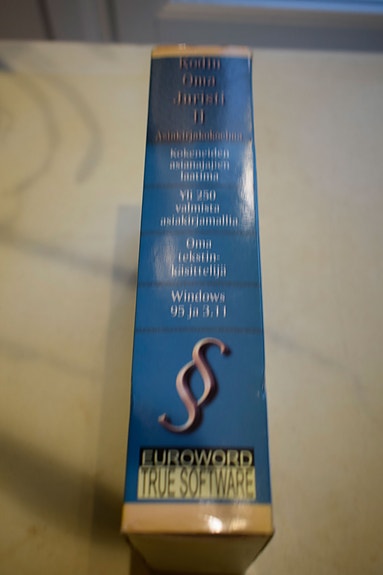 Kodin
Oma
Juristi
II
Asiakirjakokoelma
Kokeneiden
asianajajien
laatima
Yli 250
valmista
asiakirjamallia
Oma
tekstin-
käsittelijä
Windows
95 ja 3.11
§
EUROWORD
TRUE SOFTWARE